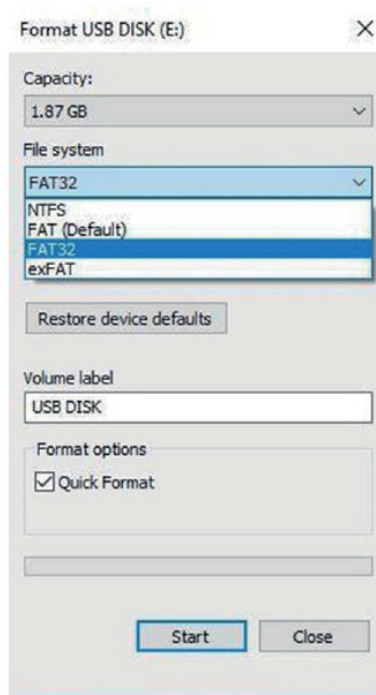 Format USB DISK (E:)
Capacity:
1.87 GB
File system
FAT32
NTFS
FAT (Default)
FAT32
exFAT
Restore device defaults
Volume label
USB DISK
Format options
Quick Format
Start
Close